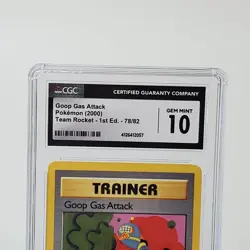 CGC
CERTIFIED GUARANTY COMPANY
Goop Gas Attack
Pokémon (2000)
Team Rocket - 1st Ed. - 78/82
4126412057
GEM MINT
10
TRAINER
Goop Gas Attack